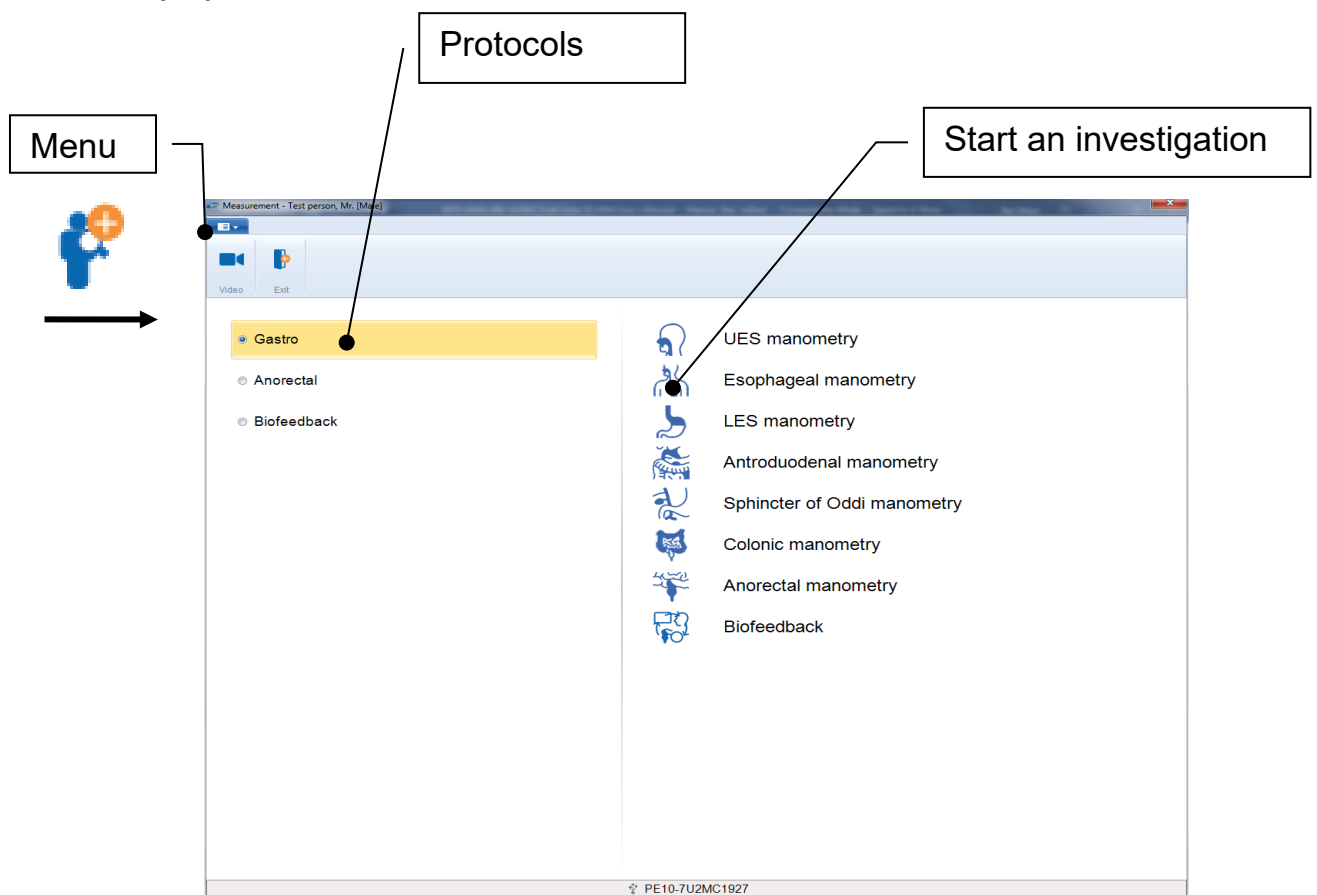 Protocols
Menu
Start an investigation
Measurement - Test person, Mr. [Male]
Video
Exit
Gastro
Anorectal
Biofeedback
UES manometry
Esophageal manometry
LES manometry
Antroduodenal manometry
Sphincter of Oddi manometry
Colonic manometry
Anorectal manometry
Biofeedback
PE10-7U2MC1927